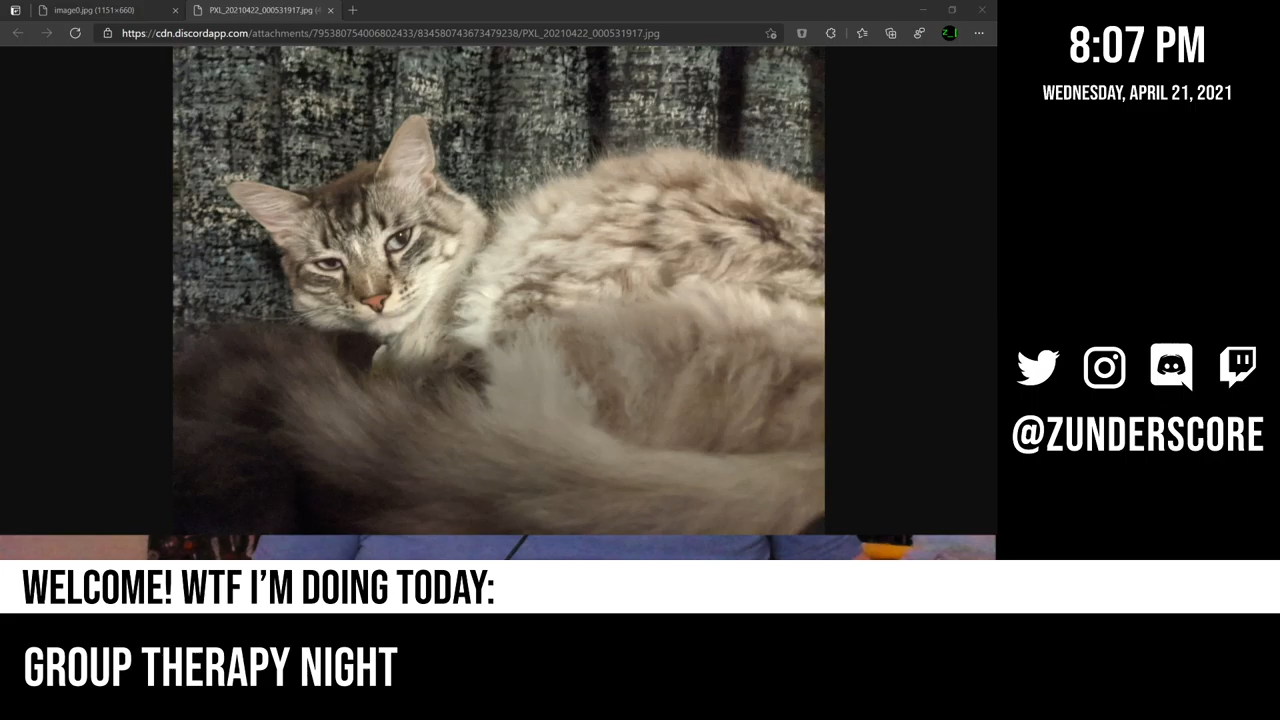 image0.jpg (1151×660)
PXL_20210422_000531917.jpg (
https://cdn.discordapp.com/attachments/795380754006802433/834580743673479238/PXL_20210422_000531917.jpg
z_
8:07 PM
WEDNESDAY, APRIL 21, 2021
@ZUNDERSCORE
WELCOME! WTF I'M DOING TODAY:
GROUP THERAPY NIGHT